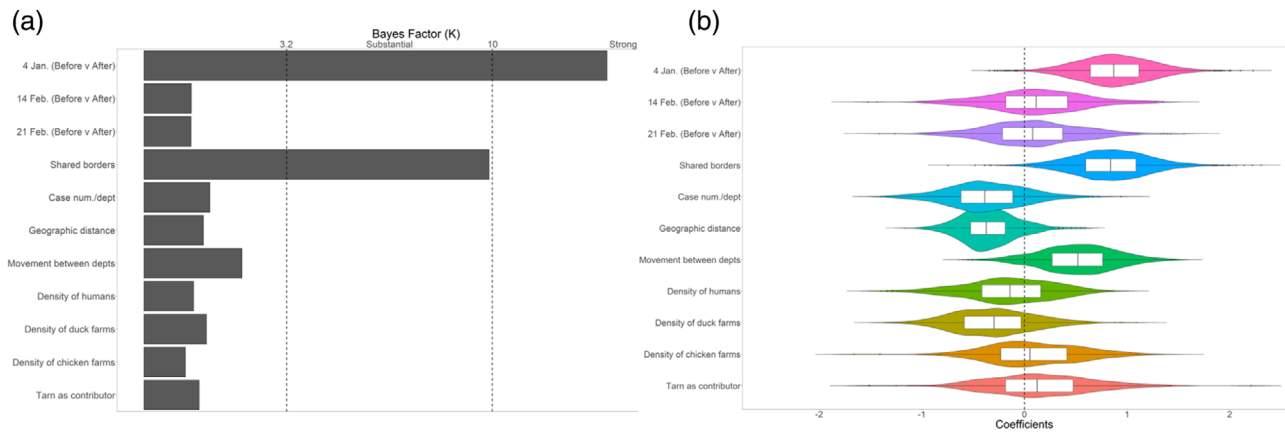 (a)
Bayes Factor (K)
3.2 Substantial 10 Strong
4 Jan. (Before v After)
14 Feb. (Before v After)
21 Feb. (Before v After)
Shared borders
Case num./dept
Geographic distance
Movement between depts
Density of humans
Density of duck farms
Density of chicken farms
Tarn as contributor
(b)
4 Jan. (Before v After)
14 Feb. (Before v After)
21 Feb. (Before v After)
Shared borders
Case num./dept
Geographic distance
Movement between depts
Density of humans
Density of duck farms
Density of chicken farms
Tarn as contributor
-2 -1 0 1 2
Coefficients